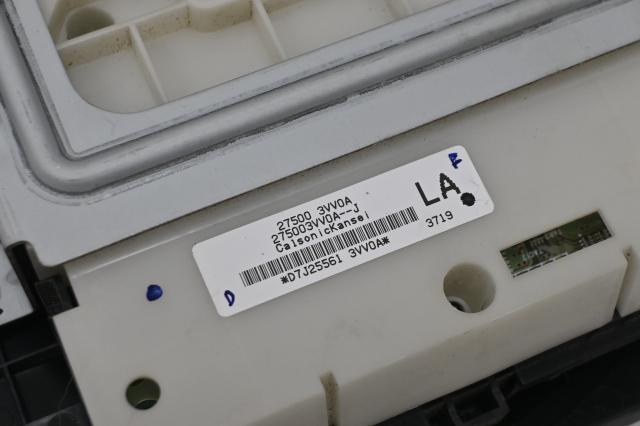 27500 3VV0A
275003VV0A--J
CalsonicKansei
*D7J25561 3VV0A*
LA
3719
D
F